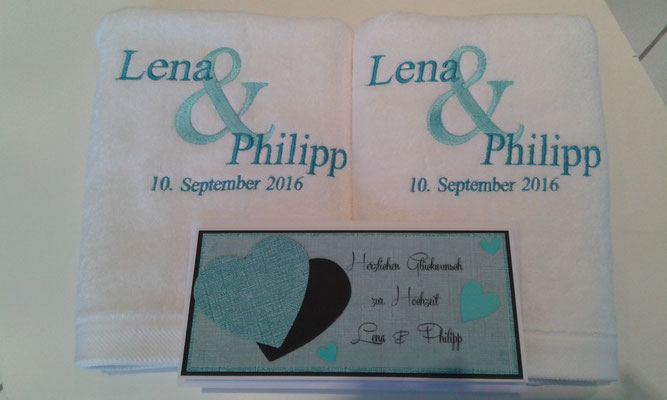 Lena
&
Philipp
10. September 2016
Lena
&
Philipp
10. September 2016
Herzlichen Glückwunsch
zur Hochzeit
Lena & Philipp